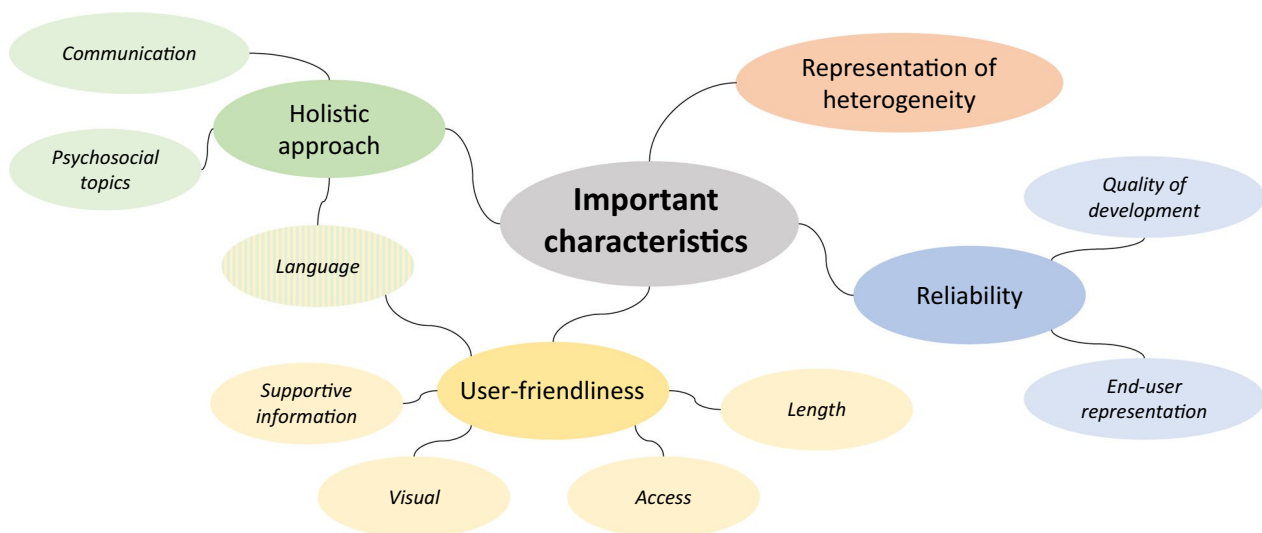 Communication
Holistic
approach
Psychosocial
topics
Language
Representation of
heterogeneity
Important
characteristics
Quality of
development
Reliability
End-user
representation
User-friendliness
Supportive
information
Length
Visual
Access